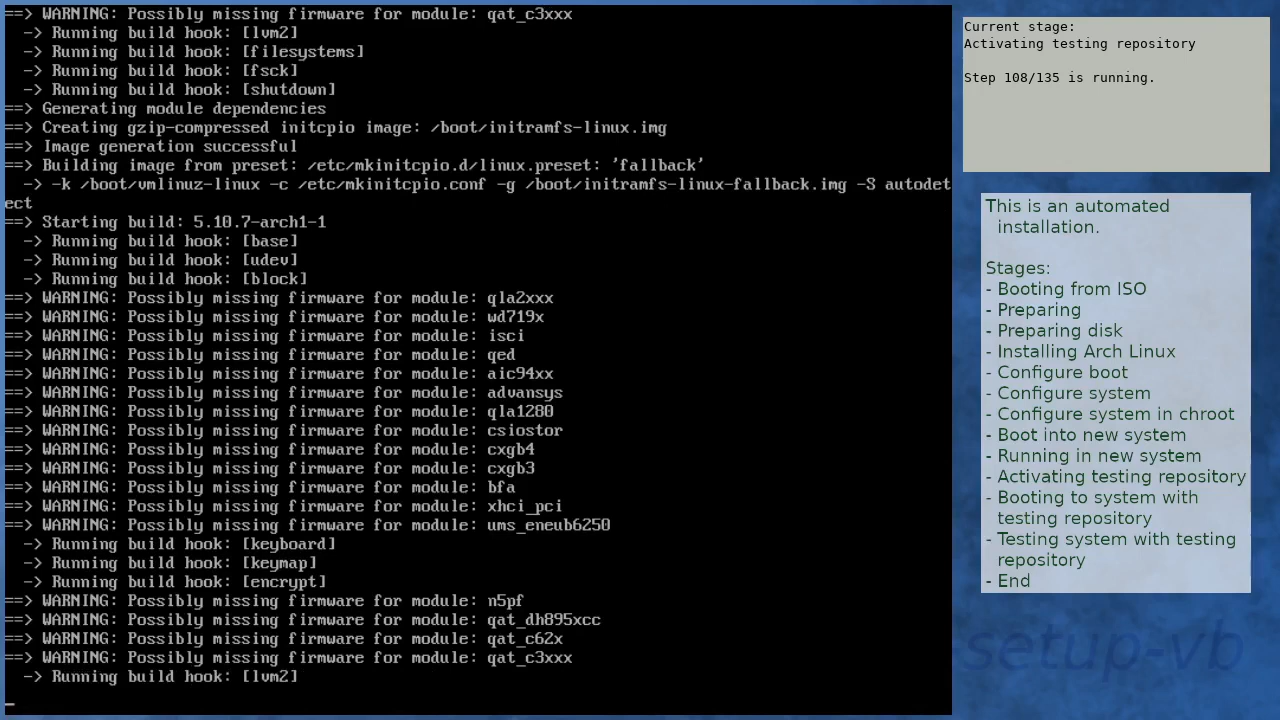 ==> WARNING: Possibly missing firmware for module: qat_c3xxx
  -> Running build hook: [lvm2]
  -> Running build hook: [filesystems]
  -> Running build hook: [fsck]
  -> Running build hook: [shutdown]
==> Generating module dependencies
==> Creating gzip-compressed initcpio image: /boot/initramfs-linux.img
==> Image generation successful
==> Building image from preset: /etc/mkinitcpio.d/linux.preset: 'fallback'
  -> -k /boot/vmlinuz-linux -c /etc/mkinitcpio.conf -g /boot/initramfs-linux-fallback.img -S autodet
ect
==> Starting build: 5.10.7-arch1-1
  -> Running build hook: [base]
  -> Running build hook: [udev]
  -> Running build hook: [block]
==> WARNING: Possibly missing firmware for module: qla2xxx
==> WARNING: Possibly missing firmware for module: wd719x
==> WARNING: Possibly missing firmware for module: isci
==> WARNING: Possibly missing firmware for module: qed
==> WARNING: Possibly missing firmware for module: aic94xx
==> WARNING: Possibly missing firmware for module: advansys
==> WARNING: Possibly missing firmware for module: qla1280
==> WARNING: Possibly missing firmware for module: csiostor
==> WARNING: Possibly missing firmware for module: cxgb4
==> WARNING: Possibly missing firmware for module: cxgb3
==> WARNING: Possibly missing firmware for module: bfa
==> WARNING: Possibly missing firmware for module: xhci_pci
==> WARNING: Possibly missing firmware for module: ums_eneub6250
  -> Running build hook: [keyboard]
  -> Running build hook: [keymap]
  -> Running build hook: [encrypt]
==> WARNING: Possibly missing firmware for module: n5pf
==> WARNING: Possibly missing firmware for module: qat_dh895xcc
==> WARNING: Possibly missing firmware for module: qat_c62x
==> WARNING: Possibly missing firmware for module: qat_c3xxx
  -> Running build hook: [lvm2]
_
Current stage:
Activating testing repository
Step 108/135 is running.
This is an automated
installation.
Stages:
- Booting from ISO
- Preparing
- Preparing disk
- Installing Arch Linux
- Configure boot
- Configure system
- Configure system in chroot
- Boot into new system
- Running in new system
- Activating testing repository
- Booting to system with
testing repository
- Testing system with testing
repository
- End
setup-vb